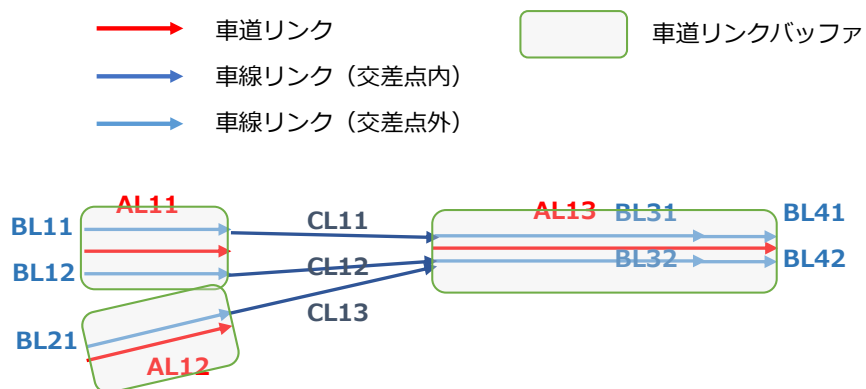 車道リンク
車道リンクバッファ
車線リンク（交差点内）
車線リンク（交差点外）
AL11
AL13
BL31
BL41
BL11
CL11
BL12
CL12
BL32
BL42
CL13
BL21
AL12